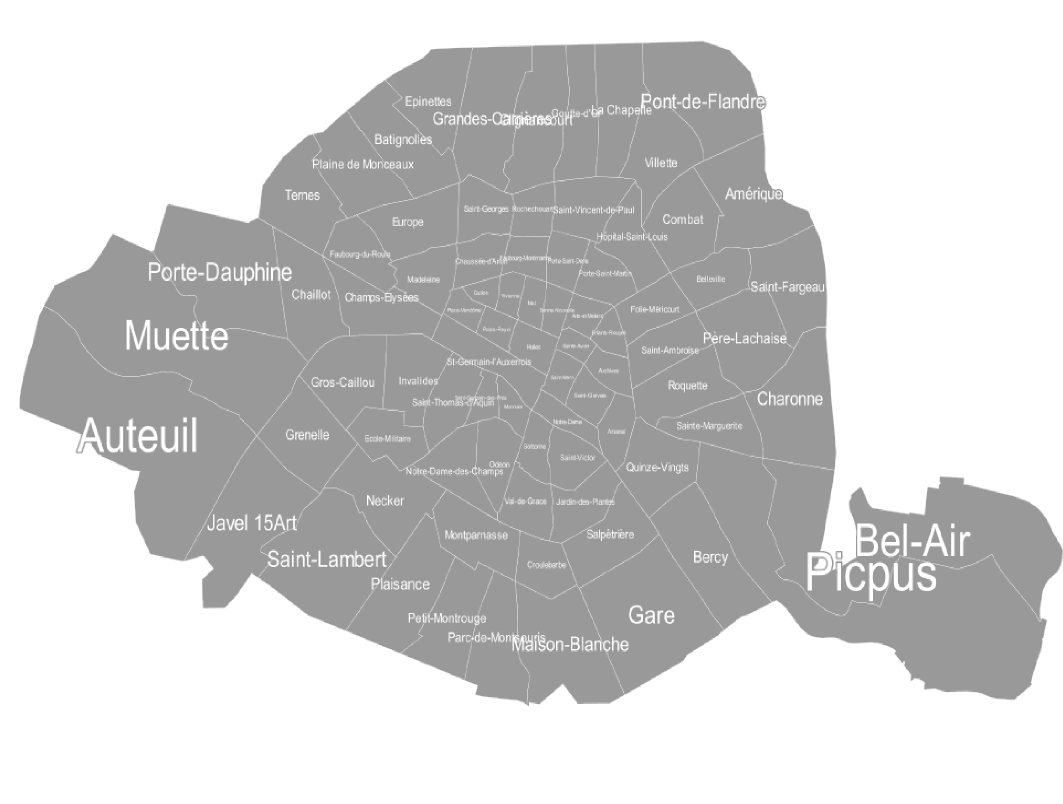 Epinettes
Grandes-Carrières
Clignancourt
Goutte-d'Or
La Chapelle
Pont-de-Flandre
Batignolles
Plaine de Monceaux
Villette
Ternes
Amérique
Europe
Saint-Georges
Rochechouart
Saint-Vincent-de-Paul
Combat
Hôpital-Saint-Louis
Faubourg-du-Roule
Chaussée-d'Antin
Faubourg-Montmartre
Porte-Saint-Denis
Porte-Saint-Martin
Porte-Dauphine
Madeleine
Belleville
Saint-Fargeau
Chaillot
Champs-Elysées
Gaillon
Vivienne
Mail
Bonne-Nouvelle
Arts-et-Métiers
Folie-Méricourt
Place-Vendôme
Palais-Royal
Enfants-Rouges
Muette
Halles
Sainte-Avoie
Saint-Ambroise
Père-Lachaise
St-Germain-l'Auxerrois
Archives
Gros-Caillou
Invalides
Saint-Merri
Roquette
Saint-Thomas-d'Aquin
Saint-Germain-des-Prés
Monnaie
Saint-Gervais
Charonne
Auteuil
Grenelle
Ecole-Militaire
Notre-Dame
Arsenal
Sainte-Marguerite
Sorbonne
Saint-Victor
Odéon
Notre-Dame-des-Champs
Quinze-Vingts
Necker
Val-de-Grace
Jardin-des-Plantes
Javel 15Art
Montparnasse
Salpêtrière
Bel-Air
Saint-Lambert
Croulebarbe
Bercy
Picpus
Plaisance
Petit-Montrouge
Gare
Parc-de-Montsouris
Maison-Blanche